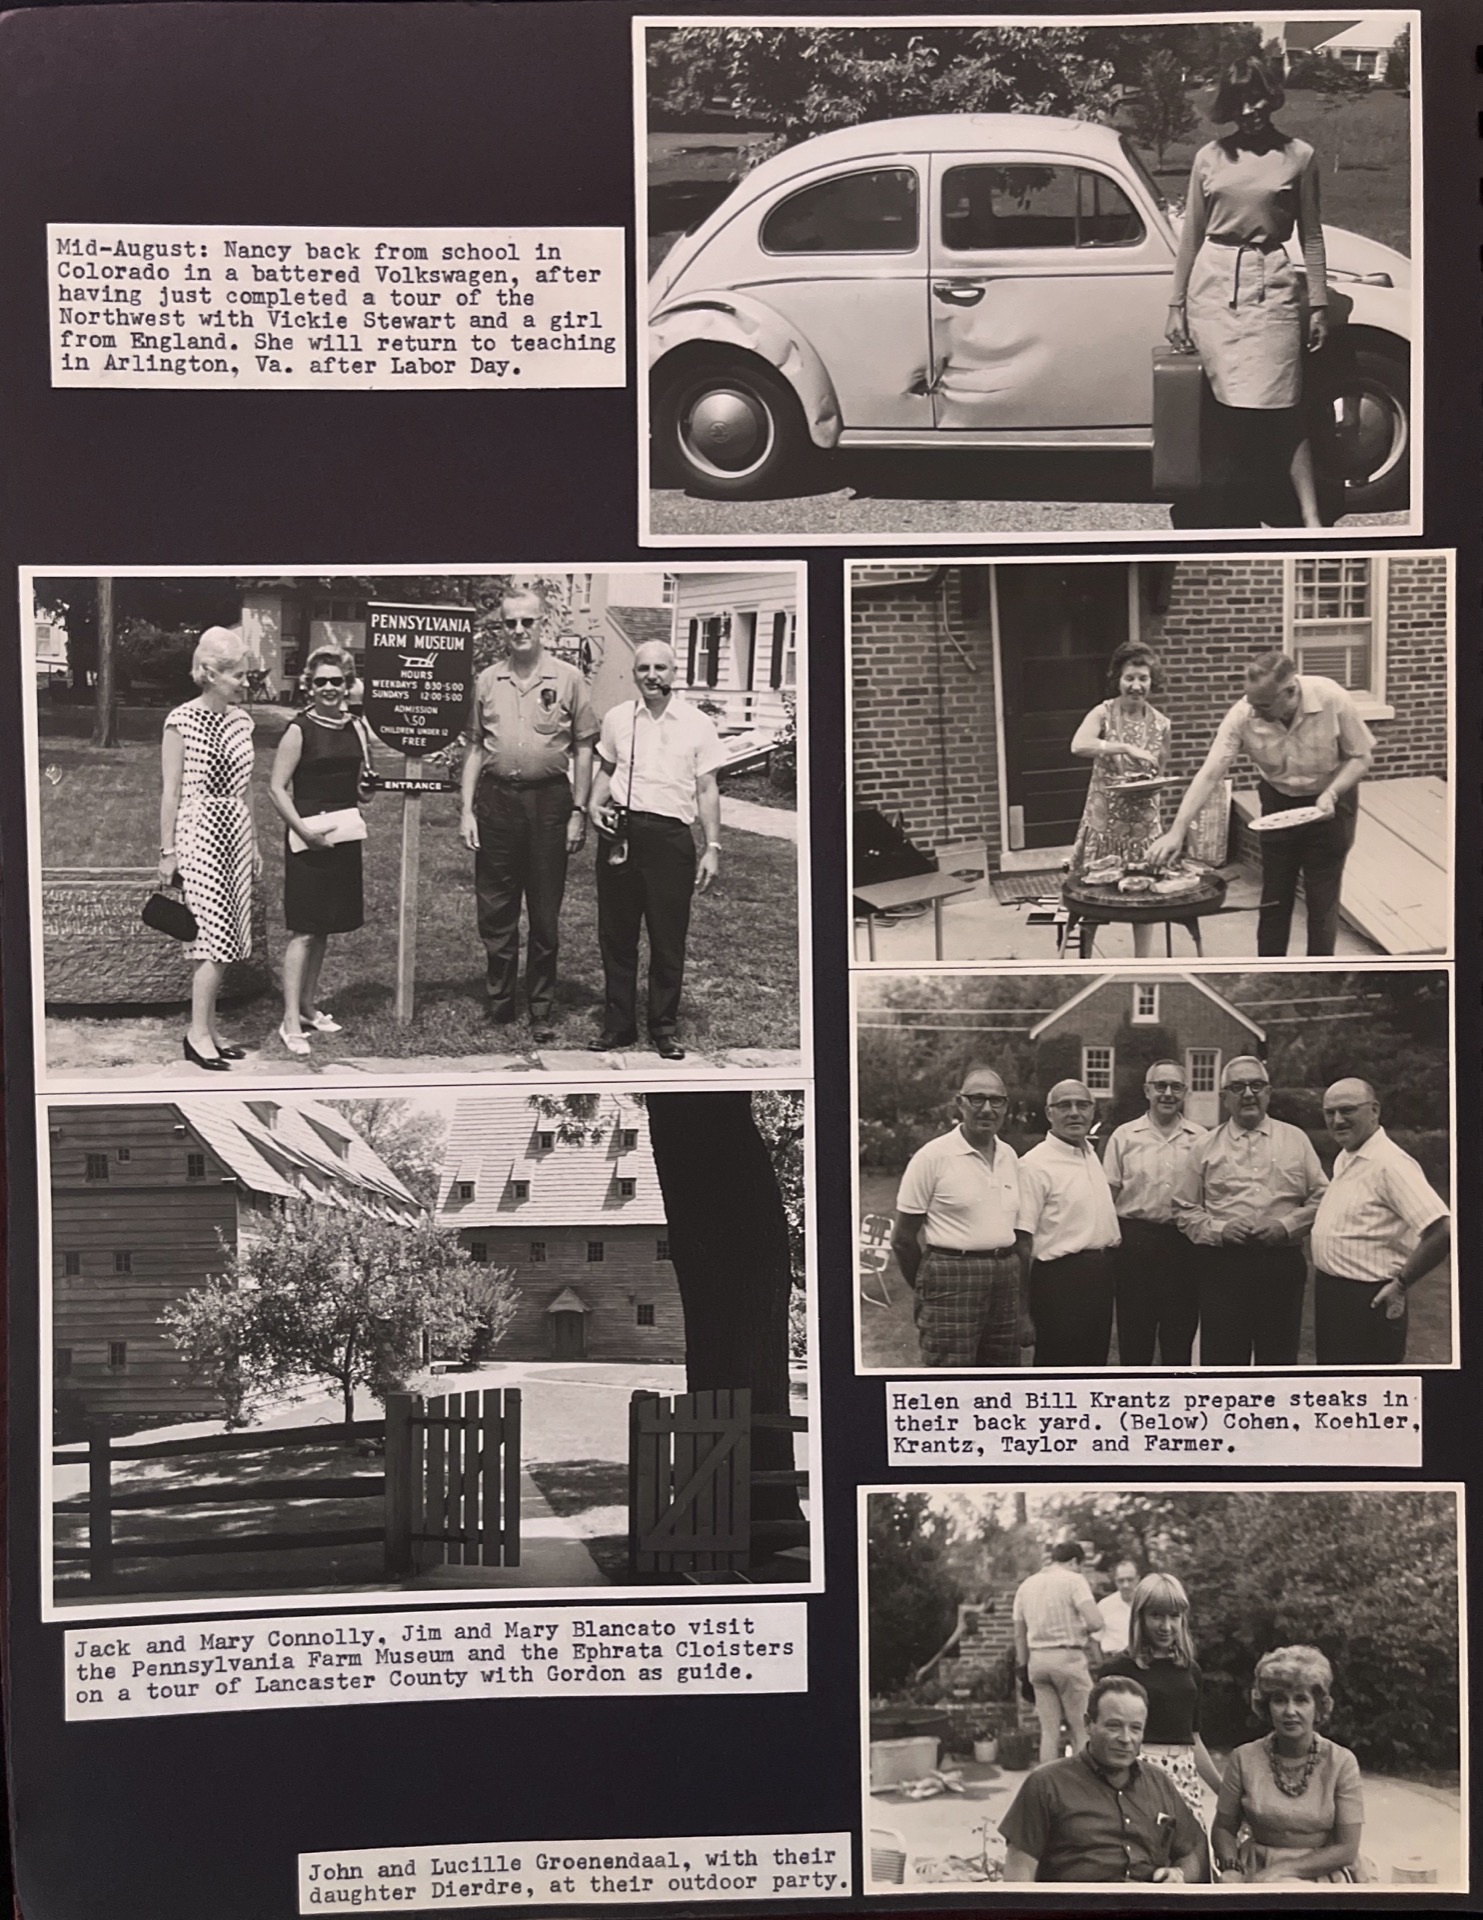 Mid-August: Nancy back from school in
Colorado in a battered Volkswagen, after
having just completed a tour of the
Northwest with Vickie Stewart and a girl
from England. She will return to teaching
in Arlington, Va. after Labor Day.
PENNSYLVANIA
FARM MUSEUM
HOURS
WEEKDAYS 8:30-5:00
SUNDAYS 12:00-5:00
ADMISSION
.50
CHILDREN UNDER 12
FREE
ENTRANCE
Helen and Bill Krantz prepare steaks in
their back yard. (Below) Cohen, Koehler,
Krantz, Taylor and Farmer.
Jack and Mary Connolly, Jim and Mary Blancato visit
the Pennsylvania Farm Museum and the Ephrata Cloisters
on a tour of Lancaster County with Gordon as guide.
John and Lucille Groenendaal, with their
daughter Dierdre, at their outdoor party.